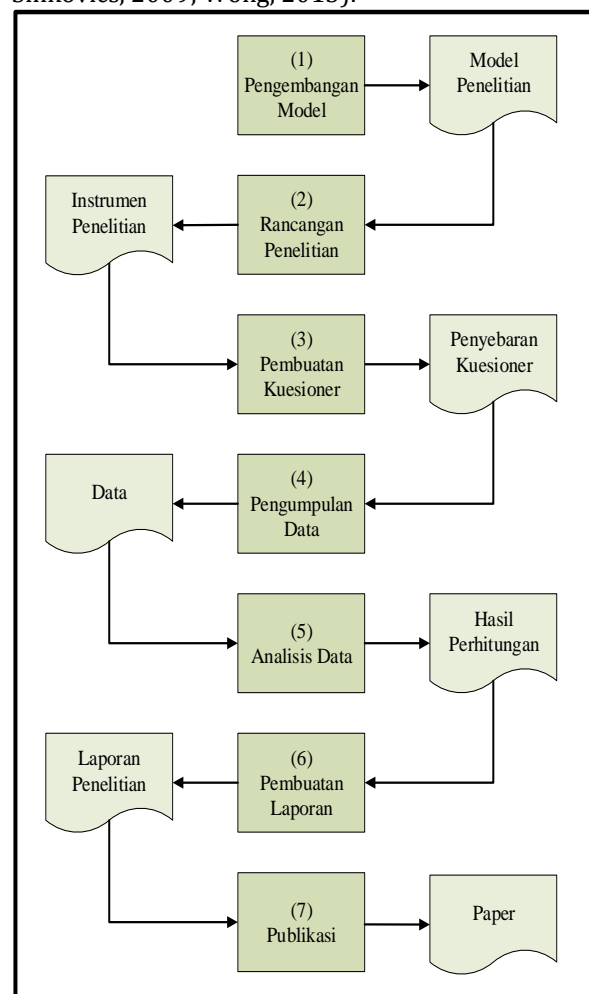 (1)
Pengembangan
Model
Model
Penelitian
(2)
Rancangan
Penelitian
Instrumen
Penelitian
(3)
Pembuatan
Kuesioner
Penyebaran
Kuesioner
(4)
Pengumpulan
Data
Data
(5)
Analisis Data
Hasil
Perhitungan
(6)
Pembuatan
Laporan
Laporan
Penelitian
(7)
Publikasi
Paper